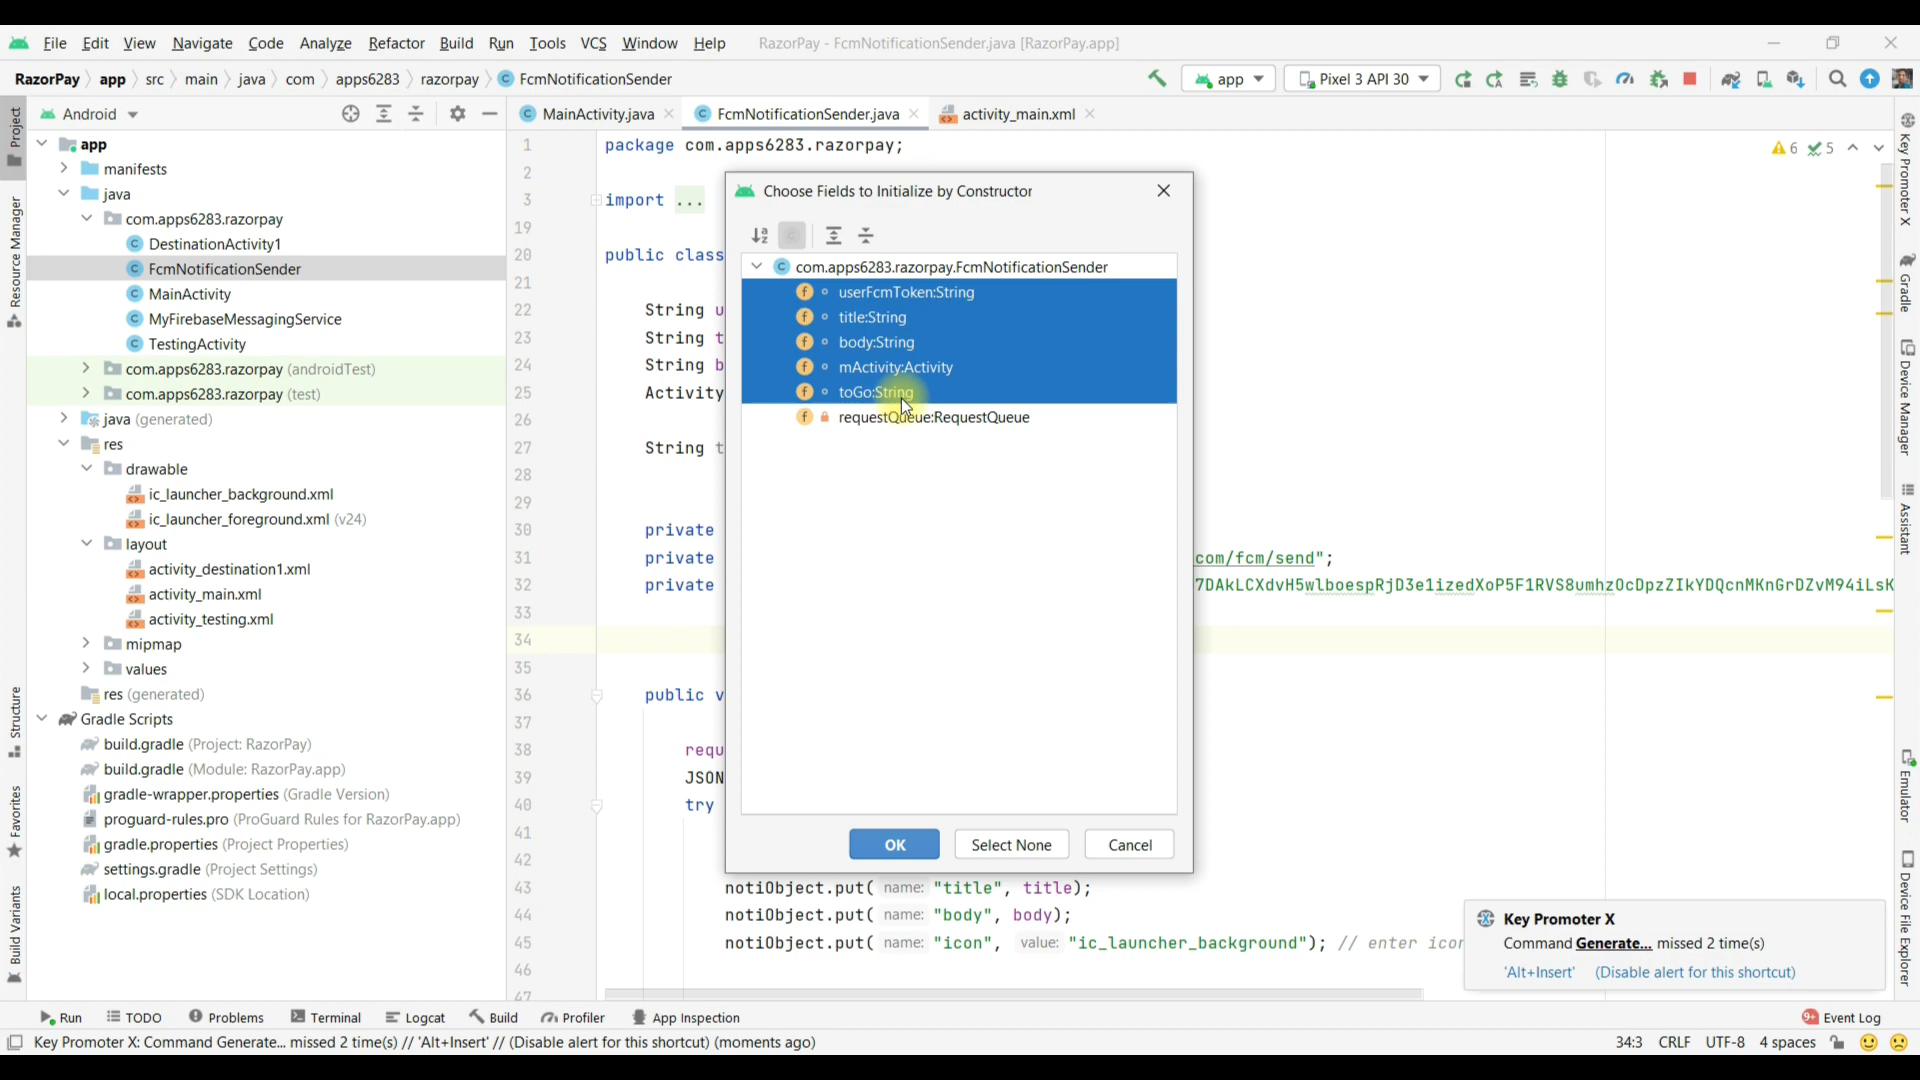 File Edit View Navigate Code Analyze Refactor Build Run Tools VCS Window Help RazorPay - FcmNotificationSender.java [RazorPay.app]
RazorPay app src main java com apps6283 razorpay FcmNotificationSender app Pixel 3 API 30
Android
MainActivity.java FcmNotificationSender.java activity_main.xml
Project
Resource Manager
Structure
Favorites
Build Variants
app
manifests
java
com.apps6283.razorpay
DestinationActivity1
FcmNotificationSender
MainActivity
MyFirebaseMessagingService
TestingActivity
com.apps6283.razorpay (androidTest)
com.apps6283.razorpay (test)
java (generated)
res
drawable
ic_launcher_background.xml
ic_launcher_foreground.xml (v24)
layout
activity_destination1.xml
activity_main.xml
activity_testing.xml
mipmap
values
res (generated)
Gradle Scripts
build.gradle (Project: RazorPay)
build.gradle (Module: RazorPay.app)
gradle-wrapper.properties (Gradle Version)
proguard-rules.pro (ProGuard Rules for RazorPay.app)
gradle.properties (Project Properties)
settings.gradle (Project Settings)
local.properties (SDK Location)
1 package com.apps6283.razorpay;
2
3 import ...
19
20 public class
21
22 String u
23 String t
24 String b
25 Activity
26
27 String t
28
29
30 private
31 private com/fcm/send";
32 private 7DAkLCXdvH5wlboespRjD3e1izedXoP5F1RVS8umhzOcDpzZIkYDQcnMKnGrDZvM94iLsK
33
34
35
36 public v
37
38 requ
39 JSON
40 try
41
42
43 notiObject.put( name: "title", title);
44 notiObject.put( name: "body", body);
45 notiObject.put( name: "icon", value: "ic_launcher_background"); // enter icon
46
47
6 5
Choose Fields to Initialize by Constructor
com.apps6283.razorpay.FcmNotificationSender
userFcmToken:String
title:String
body:String
mActivity:Activity
toGo:String
requestQueue:RequestQueue
OK Select None Cancel
Key Promoter X
Command Generate... missed 2 time(s)
'Alt+Insert' (Disable alert for this shortcut)
Key Promoter X
Gradle
Device Manager
Assistant
Emulator
Device File Explorer
Run TODO Problems Terminal Logcat Build Profiler App Inspection 9+ Event Log
Key Promoter X: Command Generate... missed 2 time(s) // 'Alt+Insert' // (Disable alert for this shortcut) (moments ago) 34:3 CRLF UTF-8 4 spaces